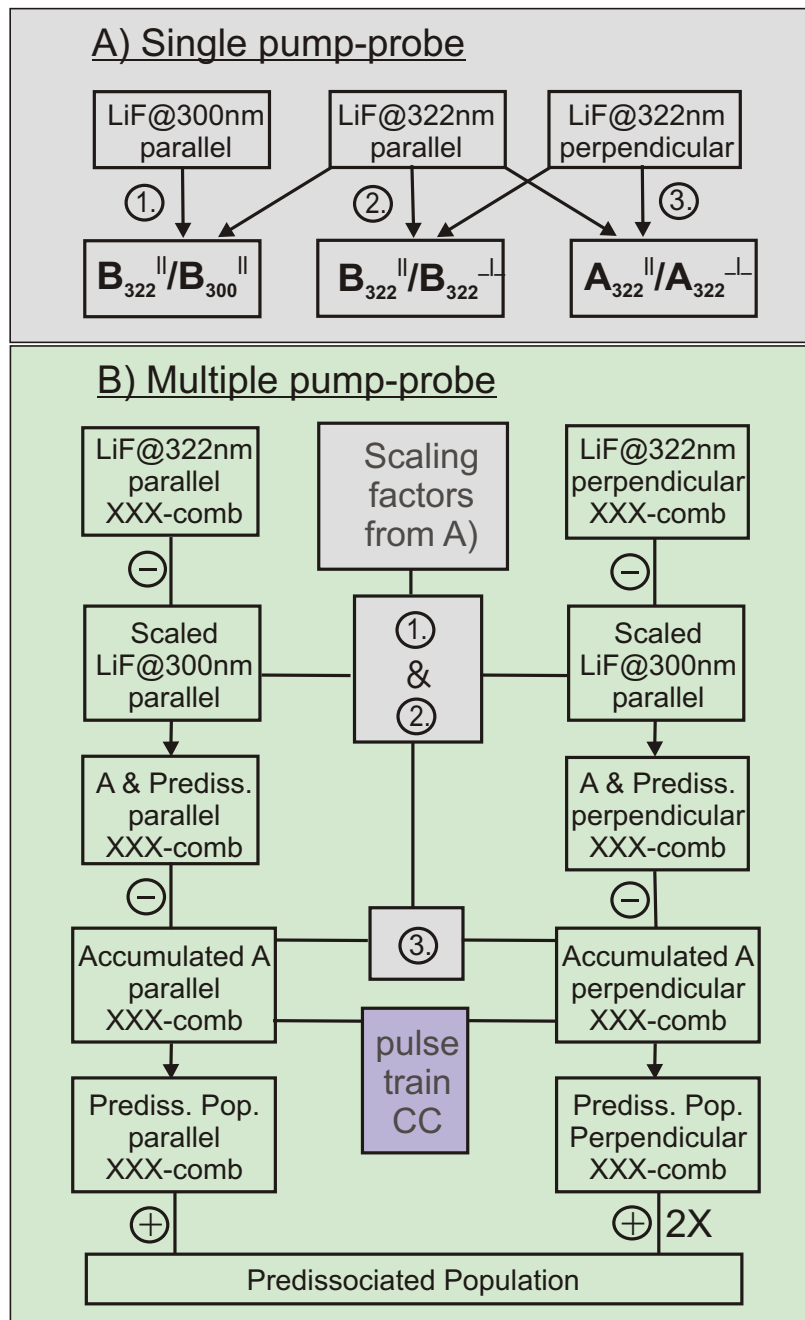 A) Single pump-probe
LiF@300nm
parallel
LiF@322nm
parallel
LiF@322nm
perpendicular
1.
2.
3.
B₃₂₂ᴵᴵ/B₃₀₀ᴵᴵ
B₃₂₂ᴵᴵ/B₃₂₂⁻ᴵ⁻
A₃₂₂ᴵᴵ/A₃₂₂⁻ᴵ⁻
B) Multiple pump-probe
LiF@322nm
parallel
XXX-comb
Scaling
factors
from A)
LiF@322nm
perpendicular
XXX-comb
−
−
Scaled
LiF@300nm
parallel
1.
&
2.
Scaled
LiF@300nm
parallel
A & Prediss.
parallel
XXX-comb
A & Prediss.
perpendicular
XXX-comb
−
−
Accumulated A
parallel
XXX-comb
3.
Accumulated A
perpendicular
XXX-comb
pulse
train
CC
Prediss. Pop.
parallel
XXX-comb
Prediss. Pop.
Perpendicular
XXX-comb
+
+ 2X
Predissociated Population